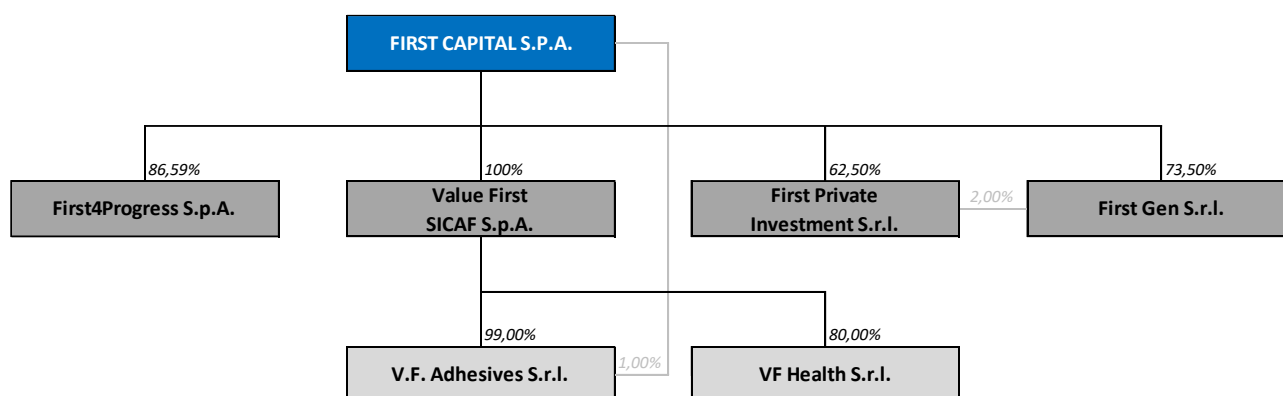 FIRST CAPITAL S.P.A.
86,59%
100%
62,50%
73,50%
First4Progress S.p.A.
Value First
SICAF S.p.A.
First Private
Investment S.r.l.
2,00%
First Gen S.r.l.
99,00%
80,00%
V.F. Adhesives S.r.l.
1,00%
VF Health S.r.l.